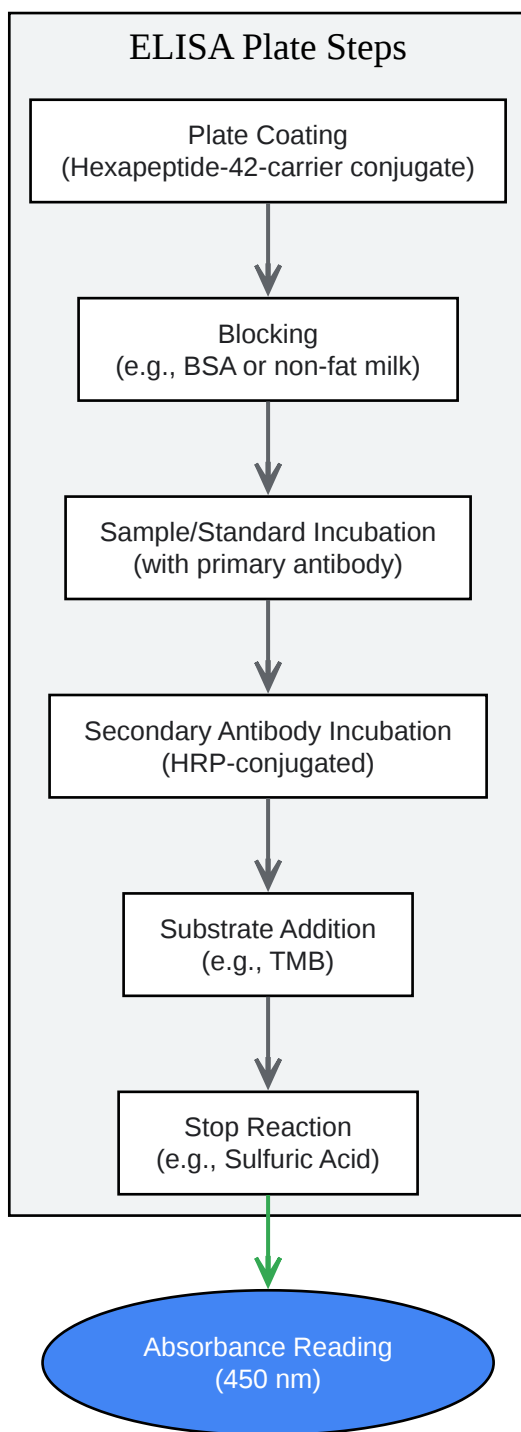 ELISA Plate Steps
Plate Coating
(Hexapeptide-42-carrier conjugate)
Blocking
(e.g., BSA or non-fat milk)
Sample/Standard Incubation
(with primary antibody)
Secondary Antibody Incubation
(HRP-conjugated)
Substrate Addition
(e.g., TMB)
Stop Reaction
(e.g., Sulfuric Acid)
Absorbance Reading
(450 nm)